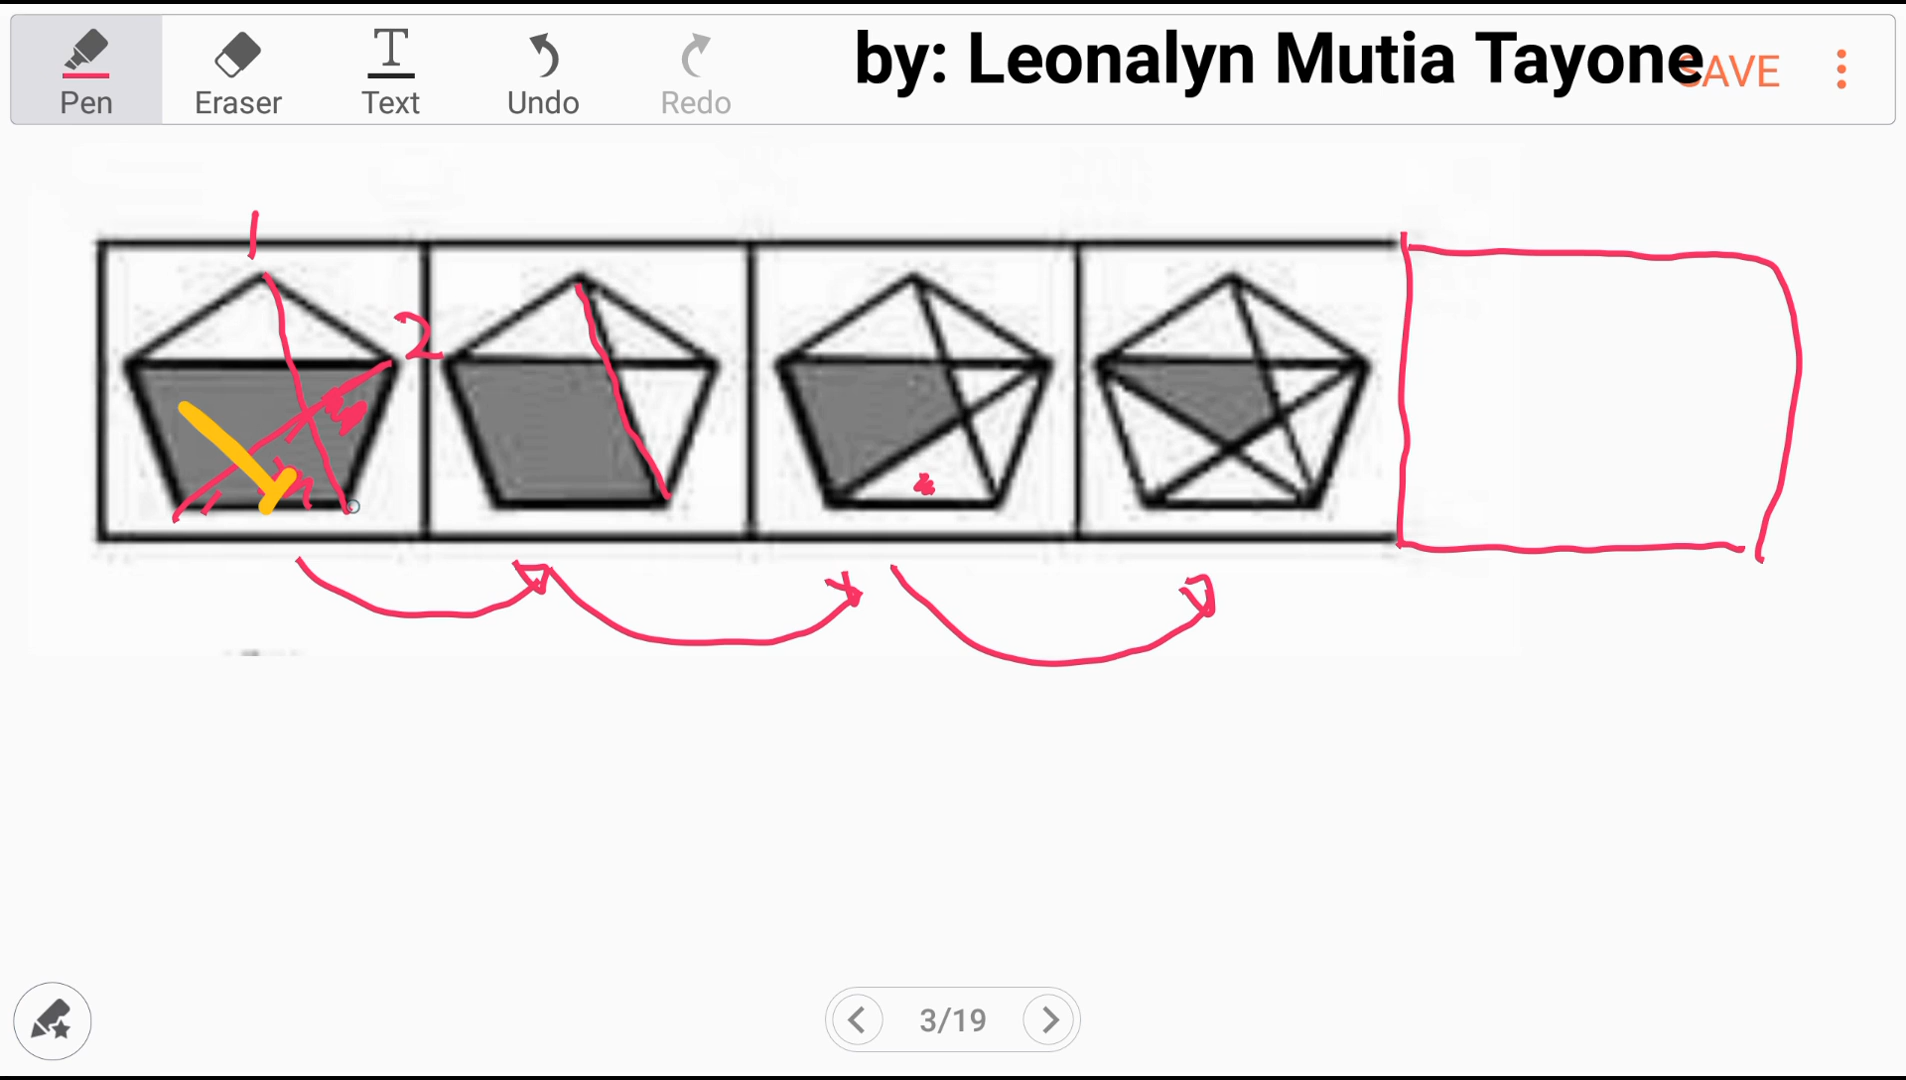 by: Leonalyn Mutia Tayone
SAVE
Pen
Eraser
Text
Undo
Redo
1
2
3/19